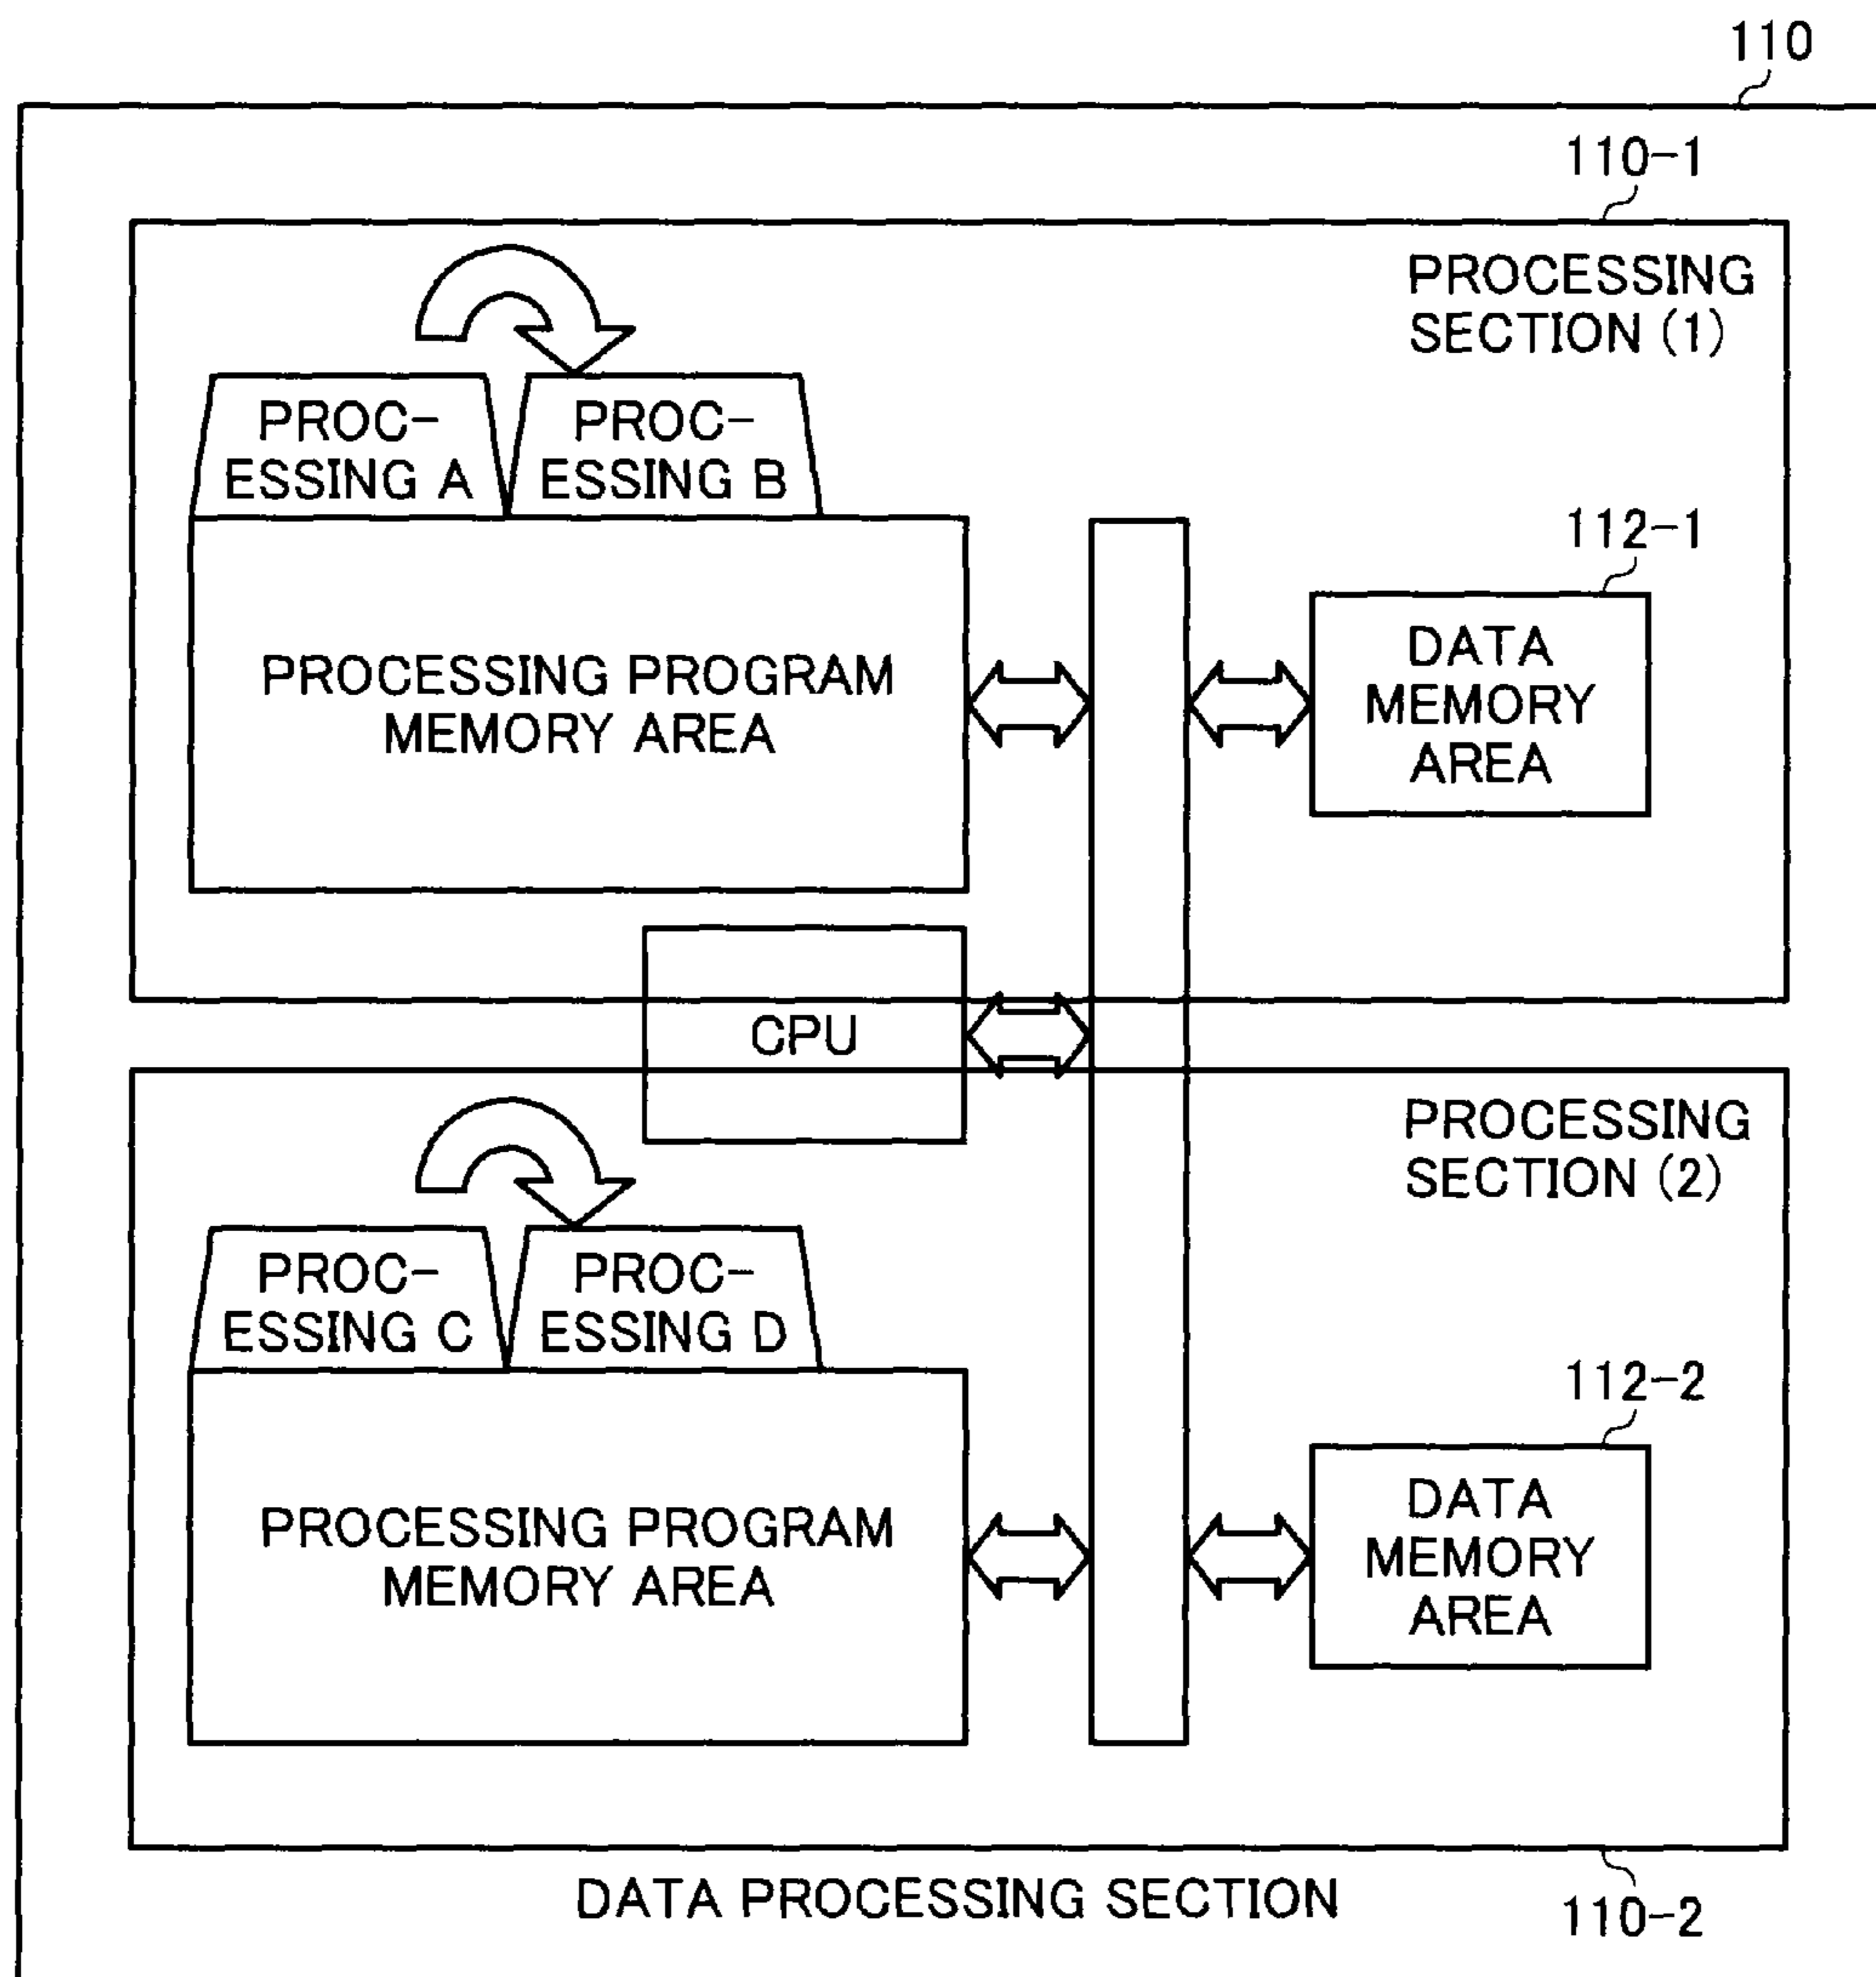 110
110-1
PROCESSING
SECTION (1)
PROC-
ESSING A
PROC-
ESSING B
112-1
PROCESSING PROGRAM
MEMORY AREA
DATA
MEMORY
AREA
CPU
PROCESSING
SECTION (2)
PROC-
ESSING C
PROC-
ESSING D
112-2
PROCESSING PROGRAM
MEMORY AREA
DATA
MEMORY
AREA
DATA PROCESSING SECTION
110-2